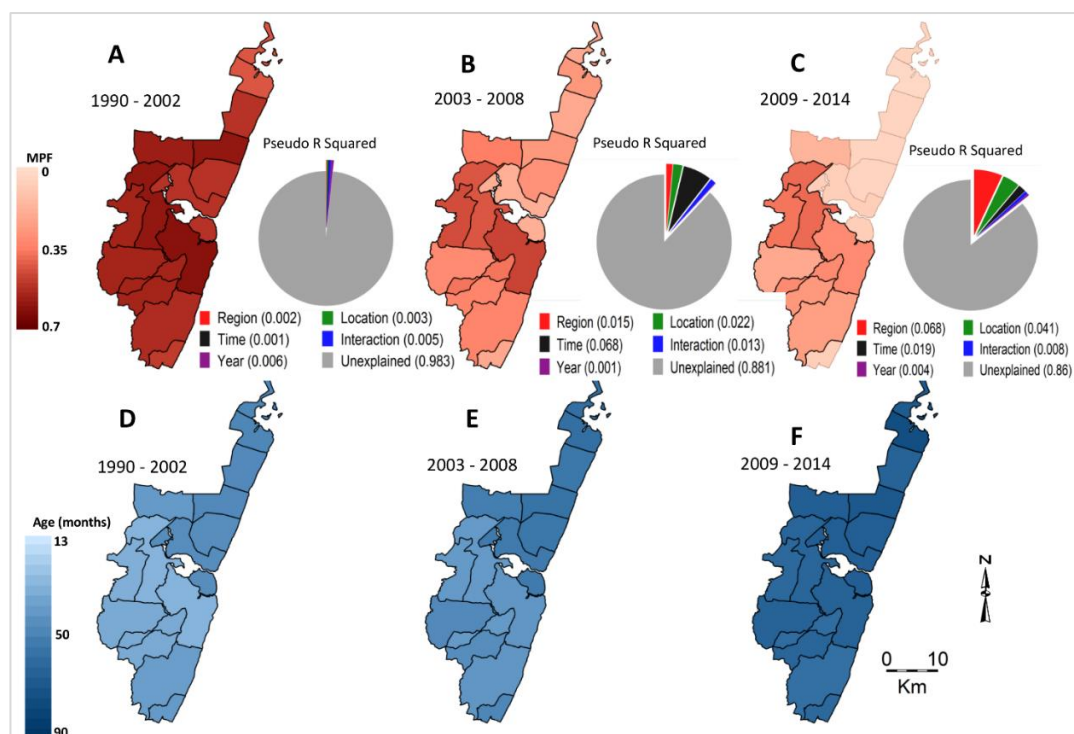 A
1990 - 2002
B
2003 - 2008
C
2009 - 2014
MPF
0
0.35
0.7
Pseudo R Squared
Region (0.002)
Location (0.003)
Time (0.001)
Interaction (0.005)
Year (0.006)
Unexplained (0.983)
Pseudo R Squared
Region (0.015)
Location (0.022)
Time (0.068)
Interaction (0.013)
Year (0.001)
Unexplained (0.881)
Pseudo R Squared
Region (0.068)
Location (0.041)
Time (0.019)
Interaction (0.008)
Year (0.004)
Unexplained (0.86)
D
1990 - 2002
E
2003 - 2008
F
2009 - 2014
Age (months)
13
50
90
N
0 10
Km